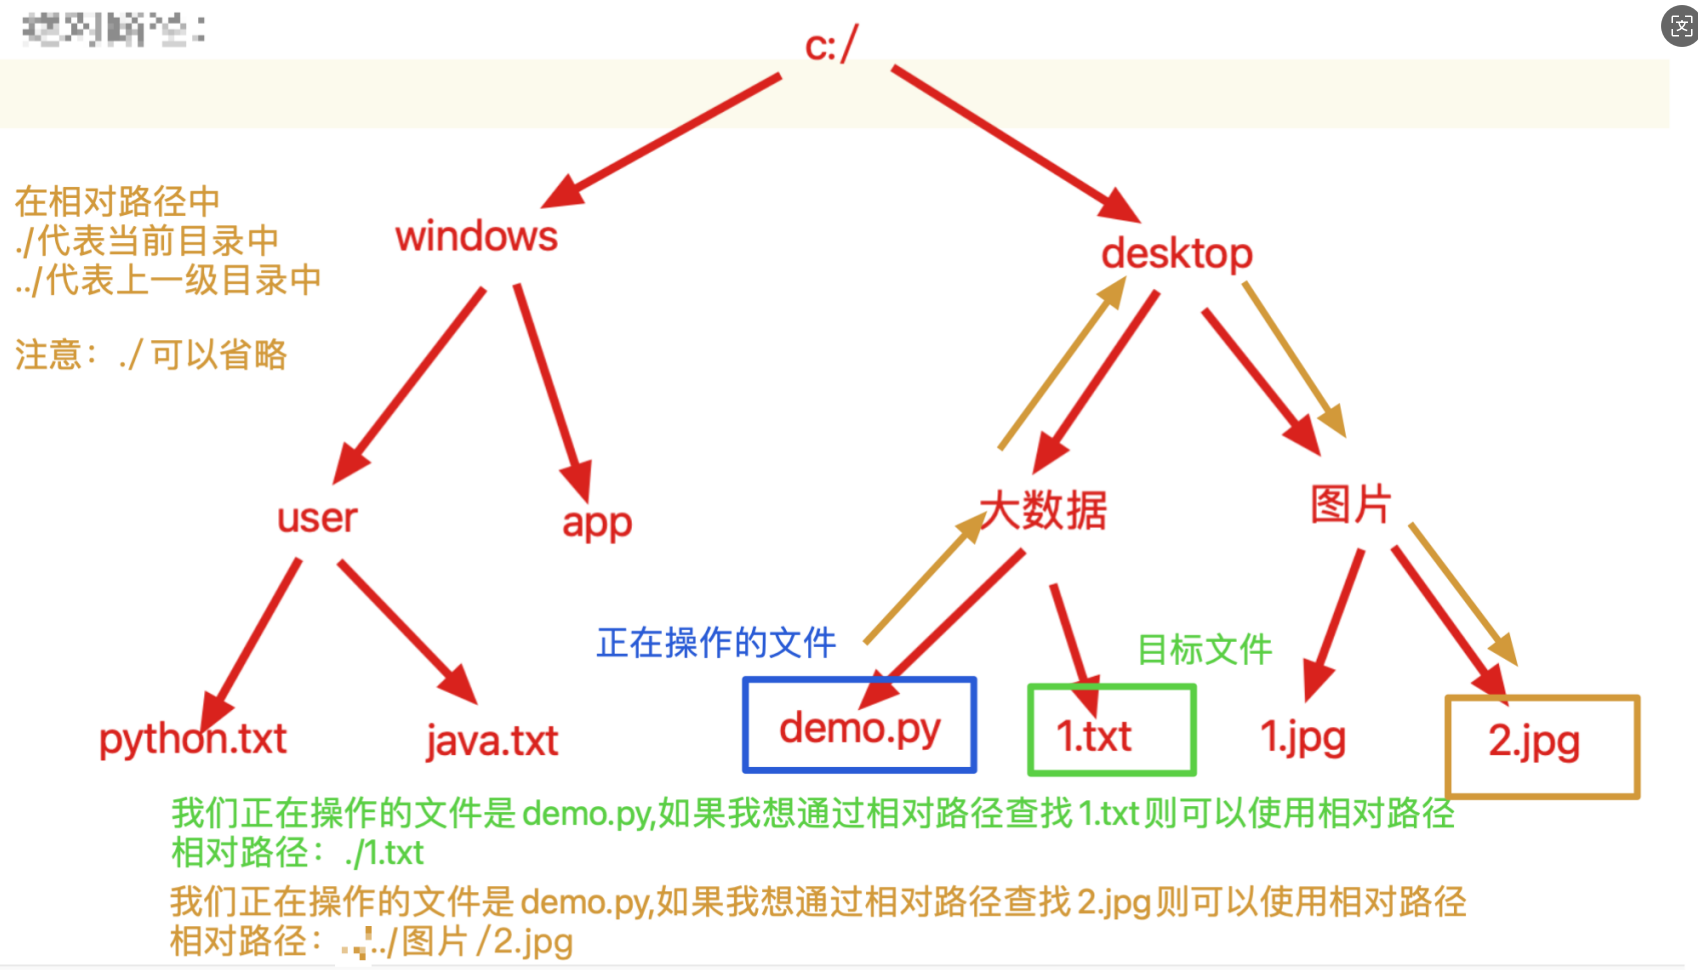 c:/
在相对路径中
./代表当前目录中
../代表上一级目录中
注意：./ 可以省略
windows
desktop
user
app
大数据
图片
正在操作的文件
目标文件
python.txt
java.txt
demo.py
1.txt
1.jpg
2.jpg
我们正在操作的文件是demo.py,如果我想通过相对路径查找1.txt则可以使用相对路径
相对路径：./1.txt
我们正在操作的文件是demo.py,如果我想通过相对路径查找2.jpg则可以使用相对路径
相对路径：../图片/2.jpg